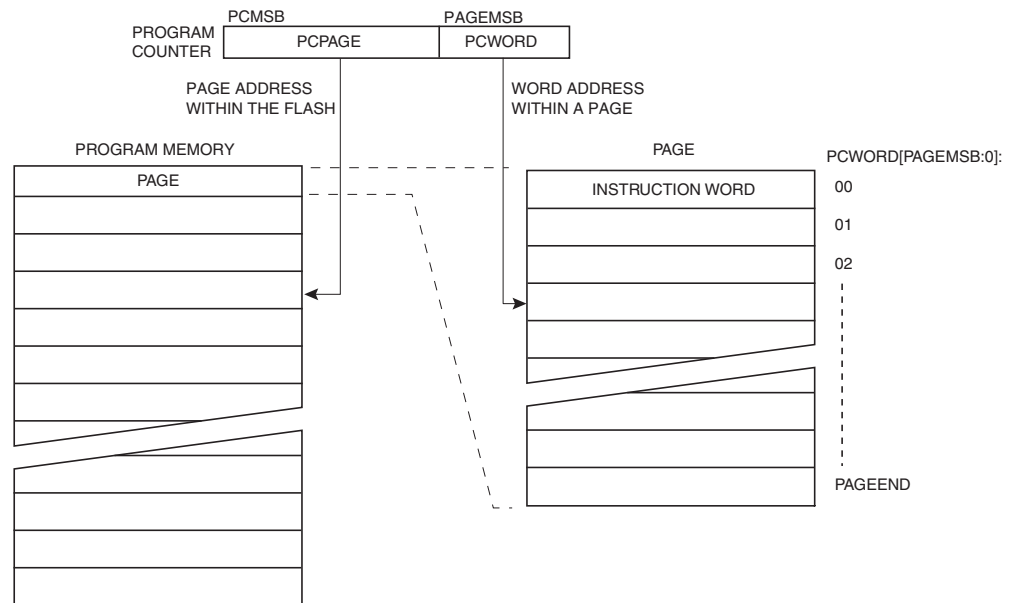 PCMSB PAGEMSB
PROGRAM
COUNTER
PCPAGE PCWORD
PAGE ADDRESS
WITHIN THE FLASH
WORD ADDRESS
WITHIN A PAGE
PROGRAM MEMORY
PAGE
PAGE
INSTRUCTION WORD
PCWORD[PAGEMSB:0]:
00
01
02
PAGEEND